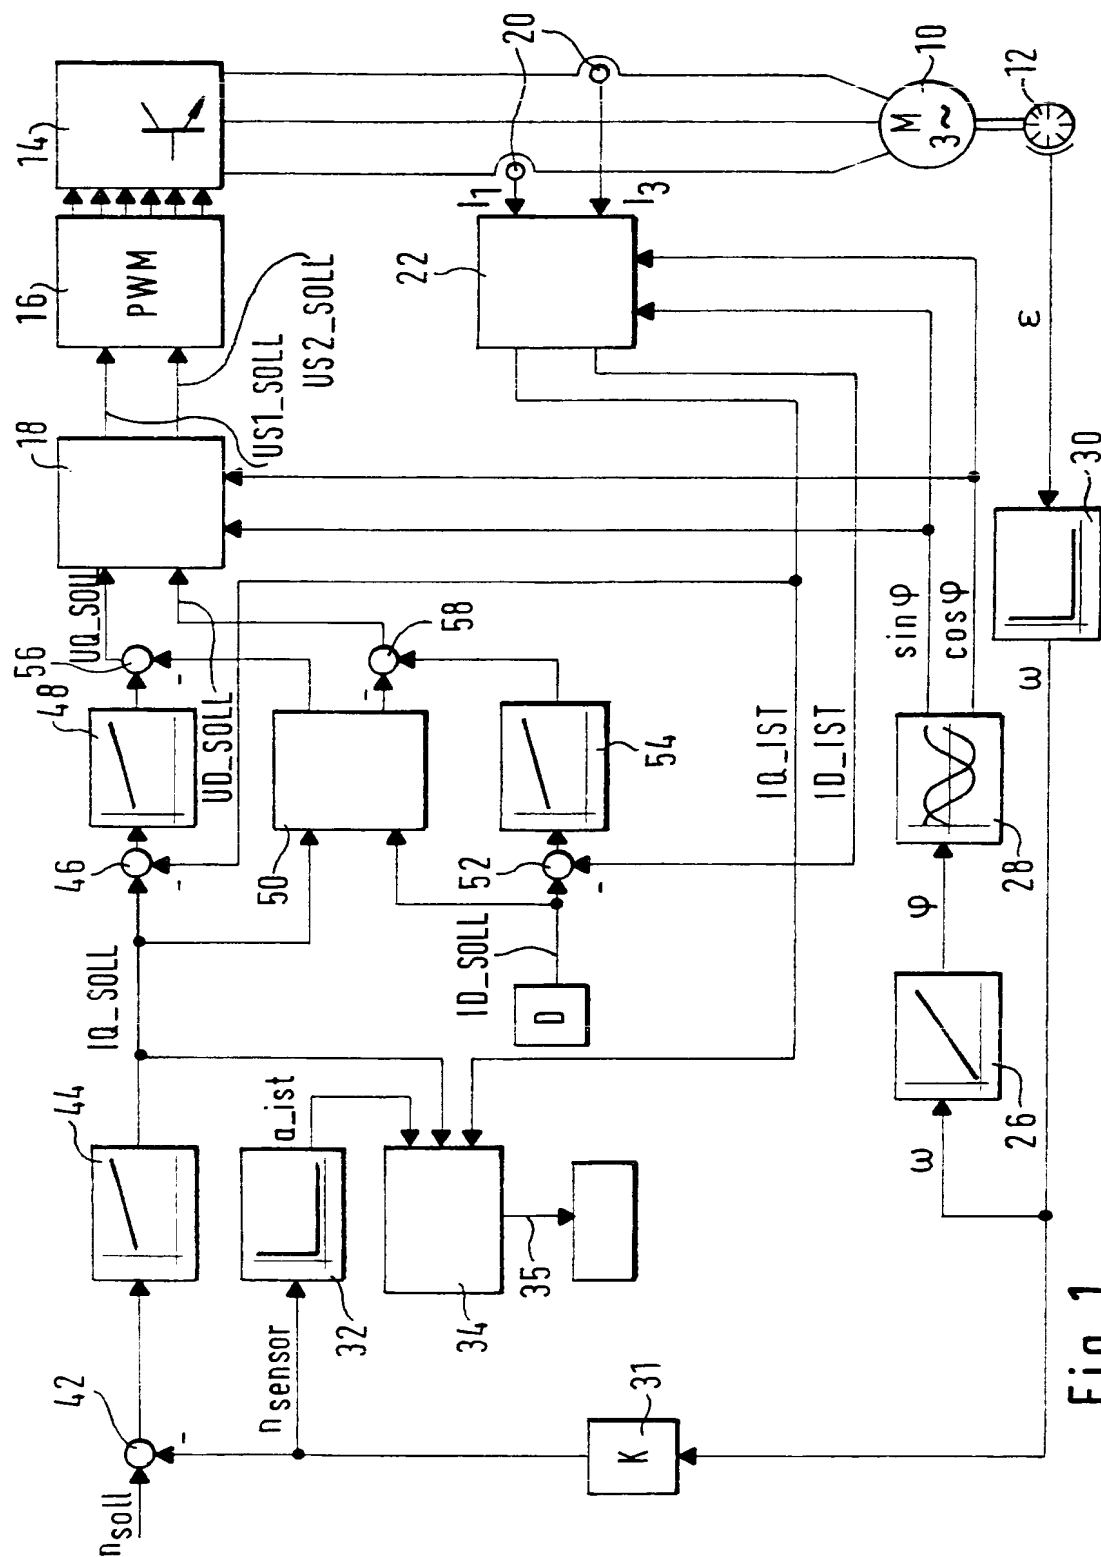 n_soll
42
44
IQ_SOLL
46
48
56
UQ_SOLL
18
16
PWM
14
-
-
n_sensor
32
a_ist
UD_SOLL
US1_SOLL
US2_SOLL
34
35
50
58
-
ID_SOLL
D
52
54
-
22
I1
I3
20
K
31
IQ_IST
ID_IST
ω
26
φ
28
sinφ
cosφ
ω
30
ε
M
3~
10
12
Fig. 1